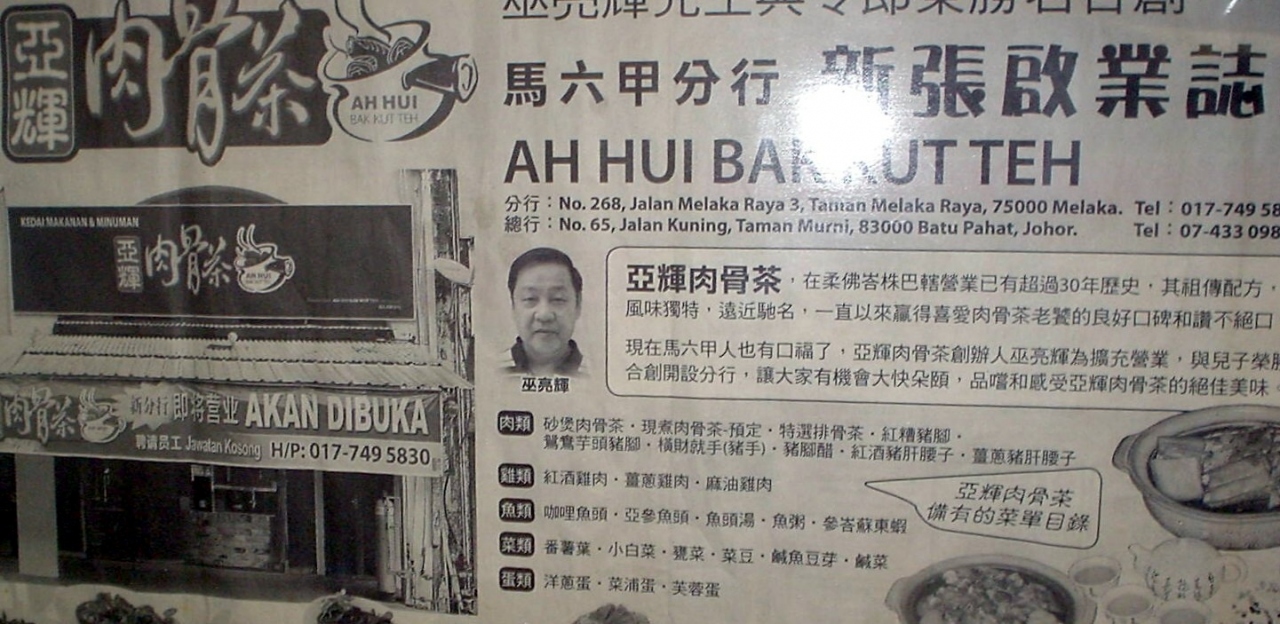 亞輝
肉骨茶
AH HUI
BAK KUT TEH
KEDAI MAKANAN & MINUMAN
亞輝
肉骨茶
AH HUI
肉骨茶
新分行 即将营业 AKAN DIBUKA
聘请员工 Jawatan Kosong H/P: 017-749 5830
巫亮輝先生與令郎榮勝合創
馬六甲分行 新張啟業誌
AH HUI BAK KUT TEH
分行：No. 268, Jalan Melaka Raya 3, Taman Melaka Raya, 75000 Melaka. Tel : 017-749 58
總行：No. 65, Jalan Kuning, Taman Murni, 83000 Batu Pahat, Johor. Tel : 07-433 098
巫亮輝
亞輝肉骨茶，在柔佛峇株巴轄營業已有超過30年歷史，其祖傳配方，
風味獨特，遠近馳名，一直以來贏得喜愛肉骨茶老饕的良好口碑和讚不絕口
現在馬六甲人也有口福了，亞輝肉骨茶創辦人巫亮輝為擴充營業，與兒子榮勝
合創開設分行，讓大家有機會大快朵頤，品嚐和感受亞輝肉骨茶的絕佳美味
肉類 砂煲肉骨茶·現煮肉骨茶-預定·特選排骨茶·紅糟豬腳·
鴛鴦芋頭豬腳·橫財就手(豬手)·豬腳醋·紅酒豬肝腰子·薑蔥豬肝腰子
雞類 紅酒雞肉·薑蔥雞肉·麻油雞肉
魚類 咖哩魚頭·亞參魚頭·魚頭湯·魚粥·參峇蘇東蝦
菜類 番薯葉·小白菜·甕菜·菜豆·鹹魚豆芽·鹹菜
蛋類 洋蔥蛋·菜浦蛋·芙蓉蛋
亞輝肉骨茶
備有的菜單目錄